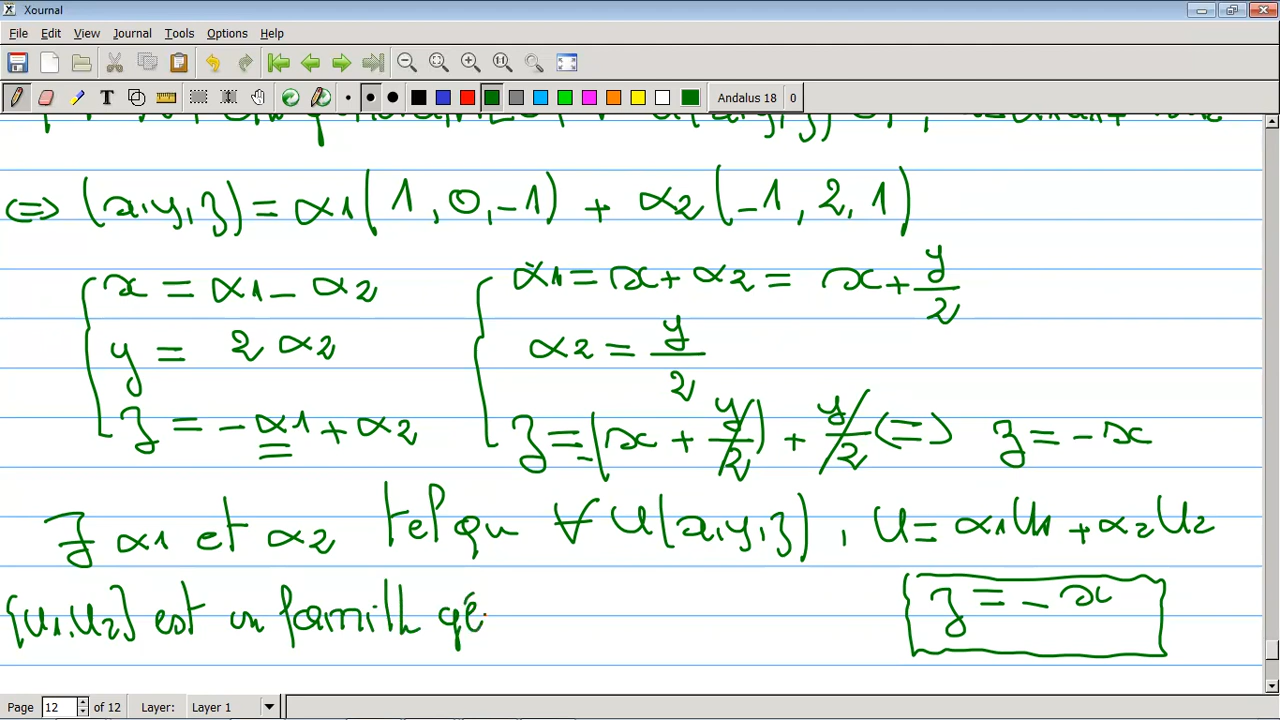 Xournal
File Edit View Journal Tools Options Help
Andalus 18 0
⇔ (x,y,z) = α1(1,0,-1) + α2(-1,2,1)
x = α1 - α2
y = 2α2
z = -α1 + α2
α1 = x + α2 = x + y/2
α2 = y/2
z = -(x + y/2) + y/2 ⇔ z = -x
∃ α1 et α2 tel qu ∀ U(x,y,z), U = α1U1 + α2U2
{U1,U2} est un famill gé
z = -x
Page 12 of 12 Layer: Layer 1